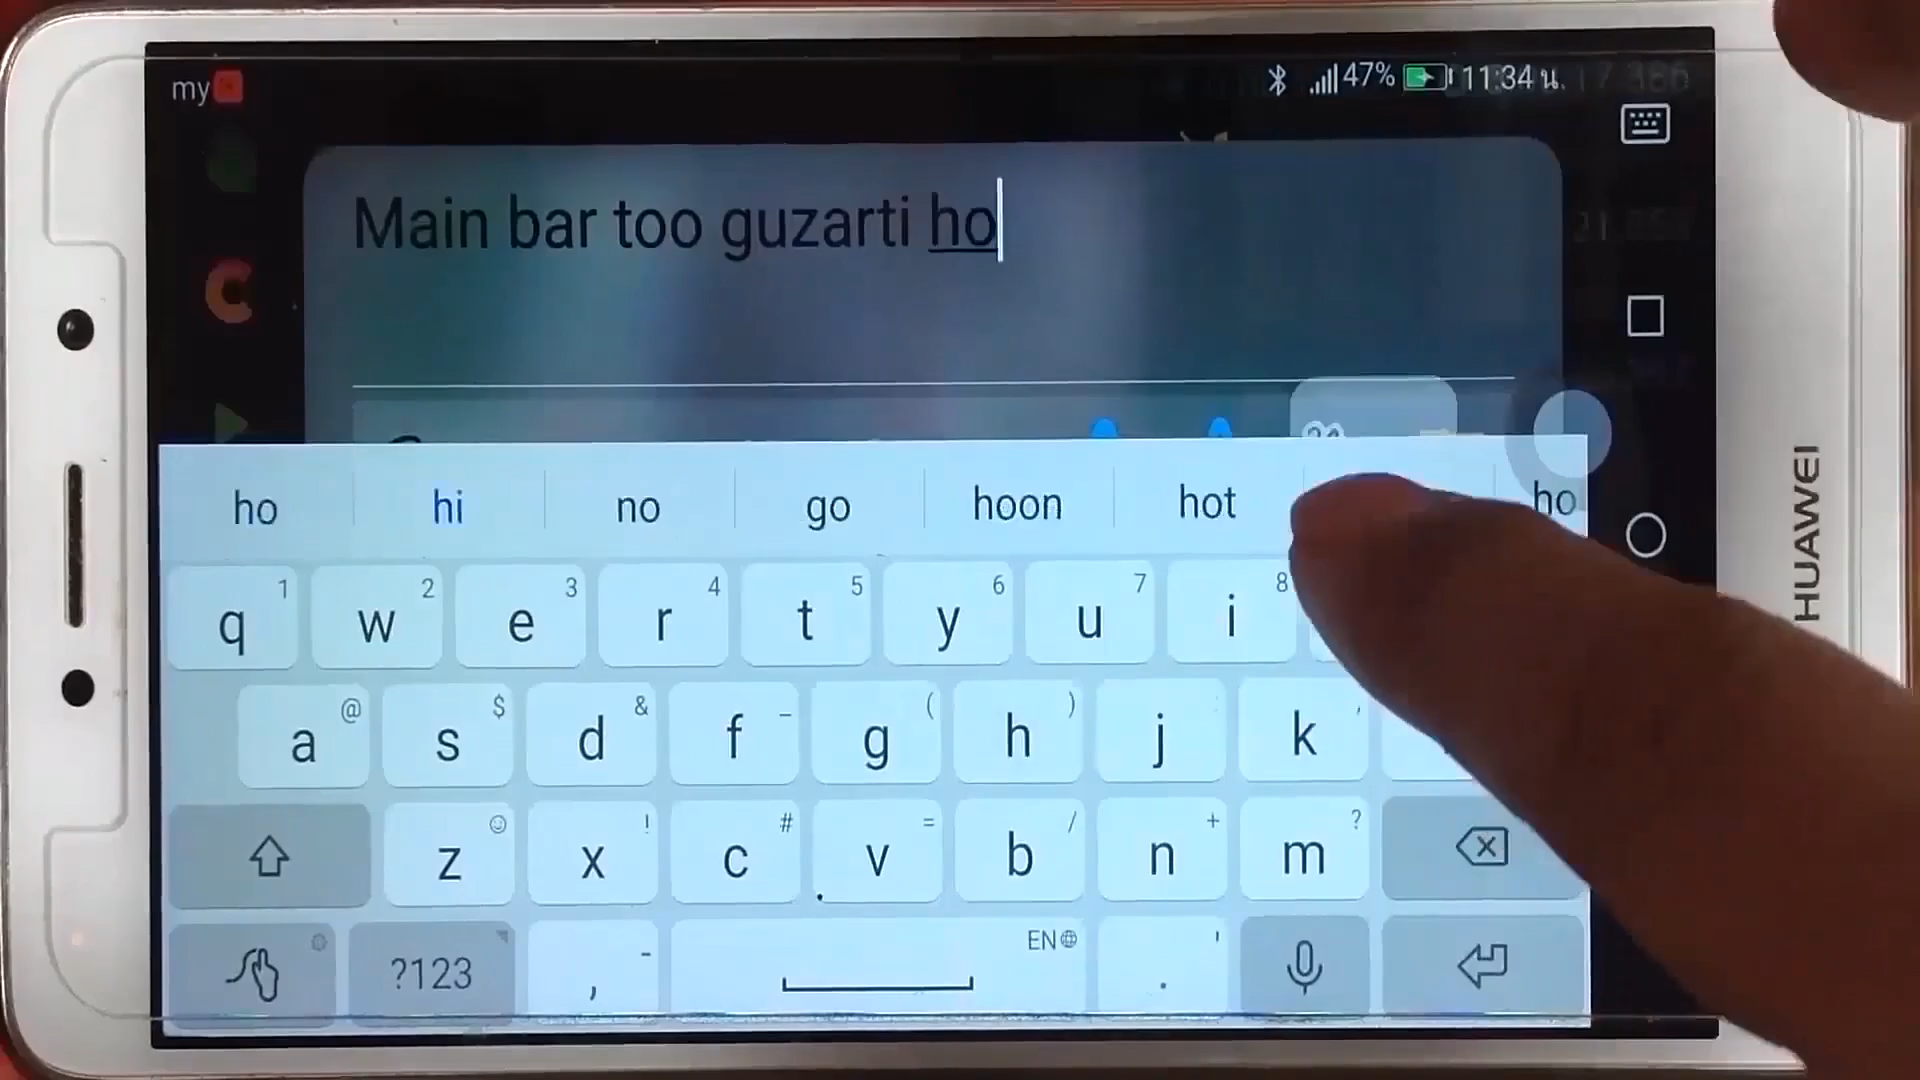 my
47% 11:34 น.
Main bar too guzarti ho
ho hi no go hoon hot ho
1 2 3 4 5 6 7 8
q w e r t y u i
@ $ & _ ( ) : '
a s d f g h j k
! # = / + ?
z x c v b n m
EN
?123 , - . '
HUAWEI